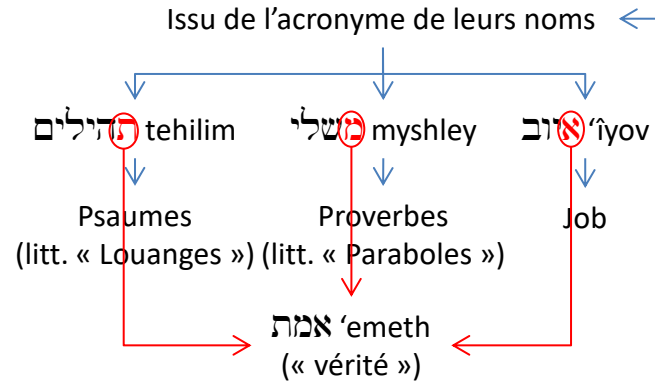 Issu de l’acronyme de leurs noms
תהילים tehilim
משלי myshley
איוב ‘îyov
Psaumes
(litt. « Louanges »)
Proverbes
(litt. « Paraboles »)
Job
אמת ‘emeth
(« vérité »)